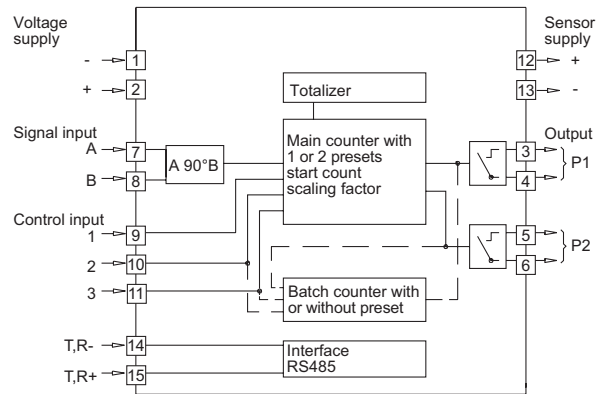 Voltage supply
- 1
+ 2
Signal input
A 7
B 8
A 90°B
Control input
1 9
2 10
3 11
T,R- 14
T,R+ 15
Totalizer
Main counter with
1 or 2 presets
start count
scaling factor
Batch counter with
or without preset
Interface
RS485
Sensor
supply
12 +
13 -
Output
3
4
P1
5
6
P2